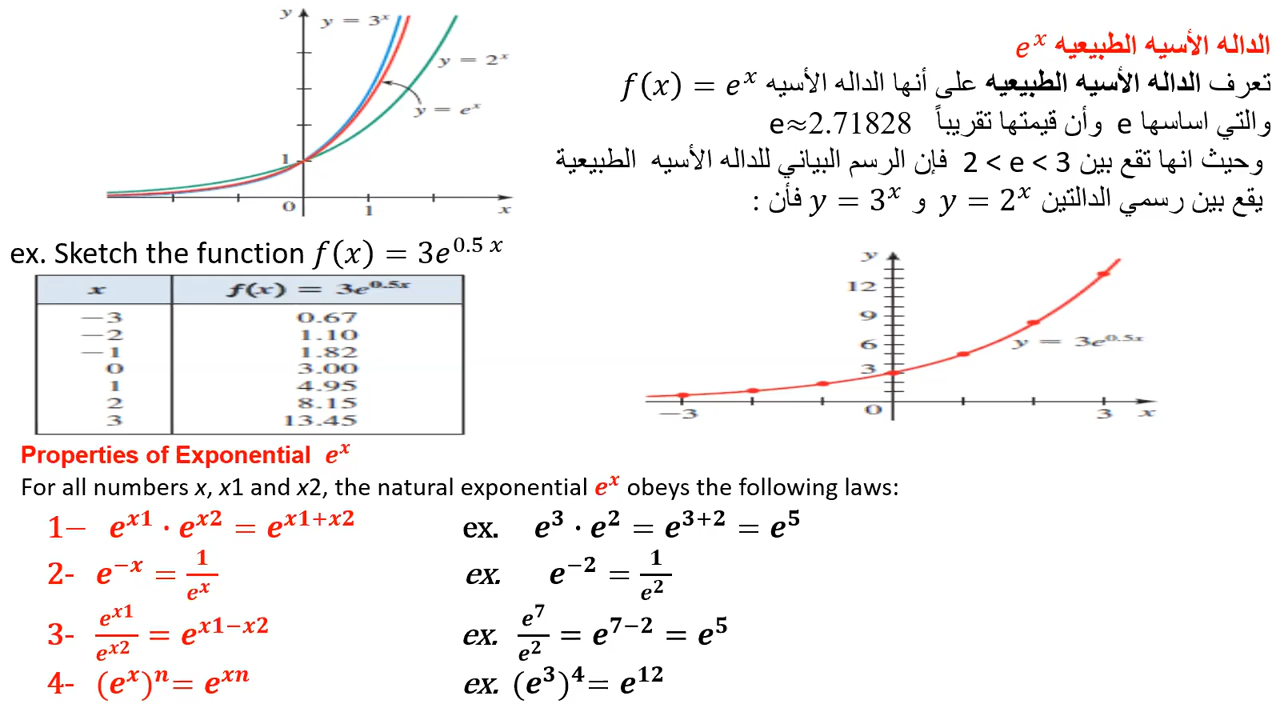 الداله الأسيه الطبيعيه e^x
تعرف الداله الأسيه الطبيعيه على أنها الداله الأسيه f(x) = e^x
والتي اساسها e وأن قيمتها تقريباً e≈2.71828
وحيث انها تقع بين 2 < e < 3 فإن الرسم البياني للداله الأسيه الطبيعية
يقع بين رسمي الدالتين y = 2^x و y = 3^x فأن :
y
y = 3^x
y = 2^x
y = e^x
1
0
1
x
ex. Sketch the function f(x) = 3e^{0.5 x}
x f(x) = 3e^{0.5x}
−3 0.67
−2 1.10
−1 1.82
0 3.00
1 4.95
2 8.15
3 13.45
y
12
9
6
3
y = 3e^{0.5x}
−3
0
3
x
Properties of Exponential e^x
For all numbers x, x1 and x2, the natural exponential e^x obeys the following laws:
1− e^{x1} · e^{x2} = e^{x1+x2} ex. e^3 · e^2 = e^{3+2} = e^5
2- e^{−x} = 1/e^x ex. e^{−2} = 1/e^2
3- e^{x1}/e^{x2} = e^{x1−x2} ex. e^7/e^2 = e^{7−2} = e^5
4- (e^x)^n = e^{xn} ex. (e^3)^4 = e^{12}